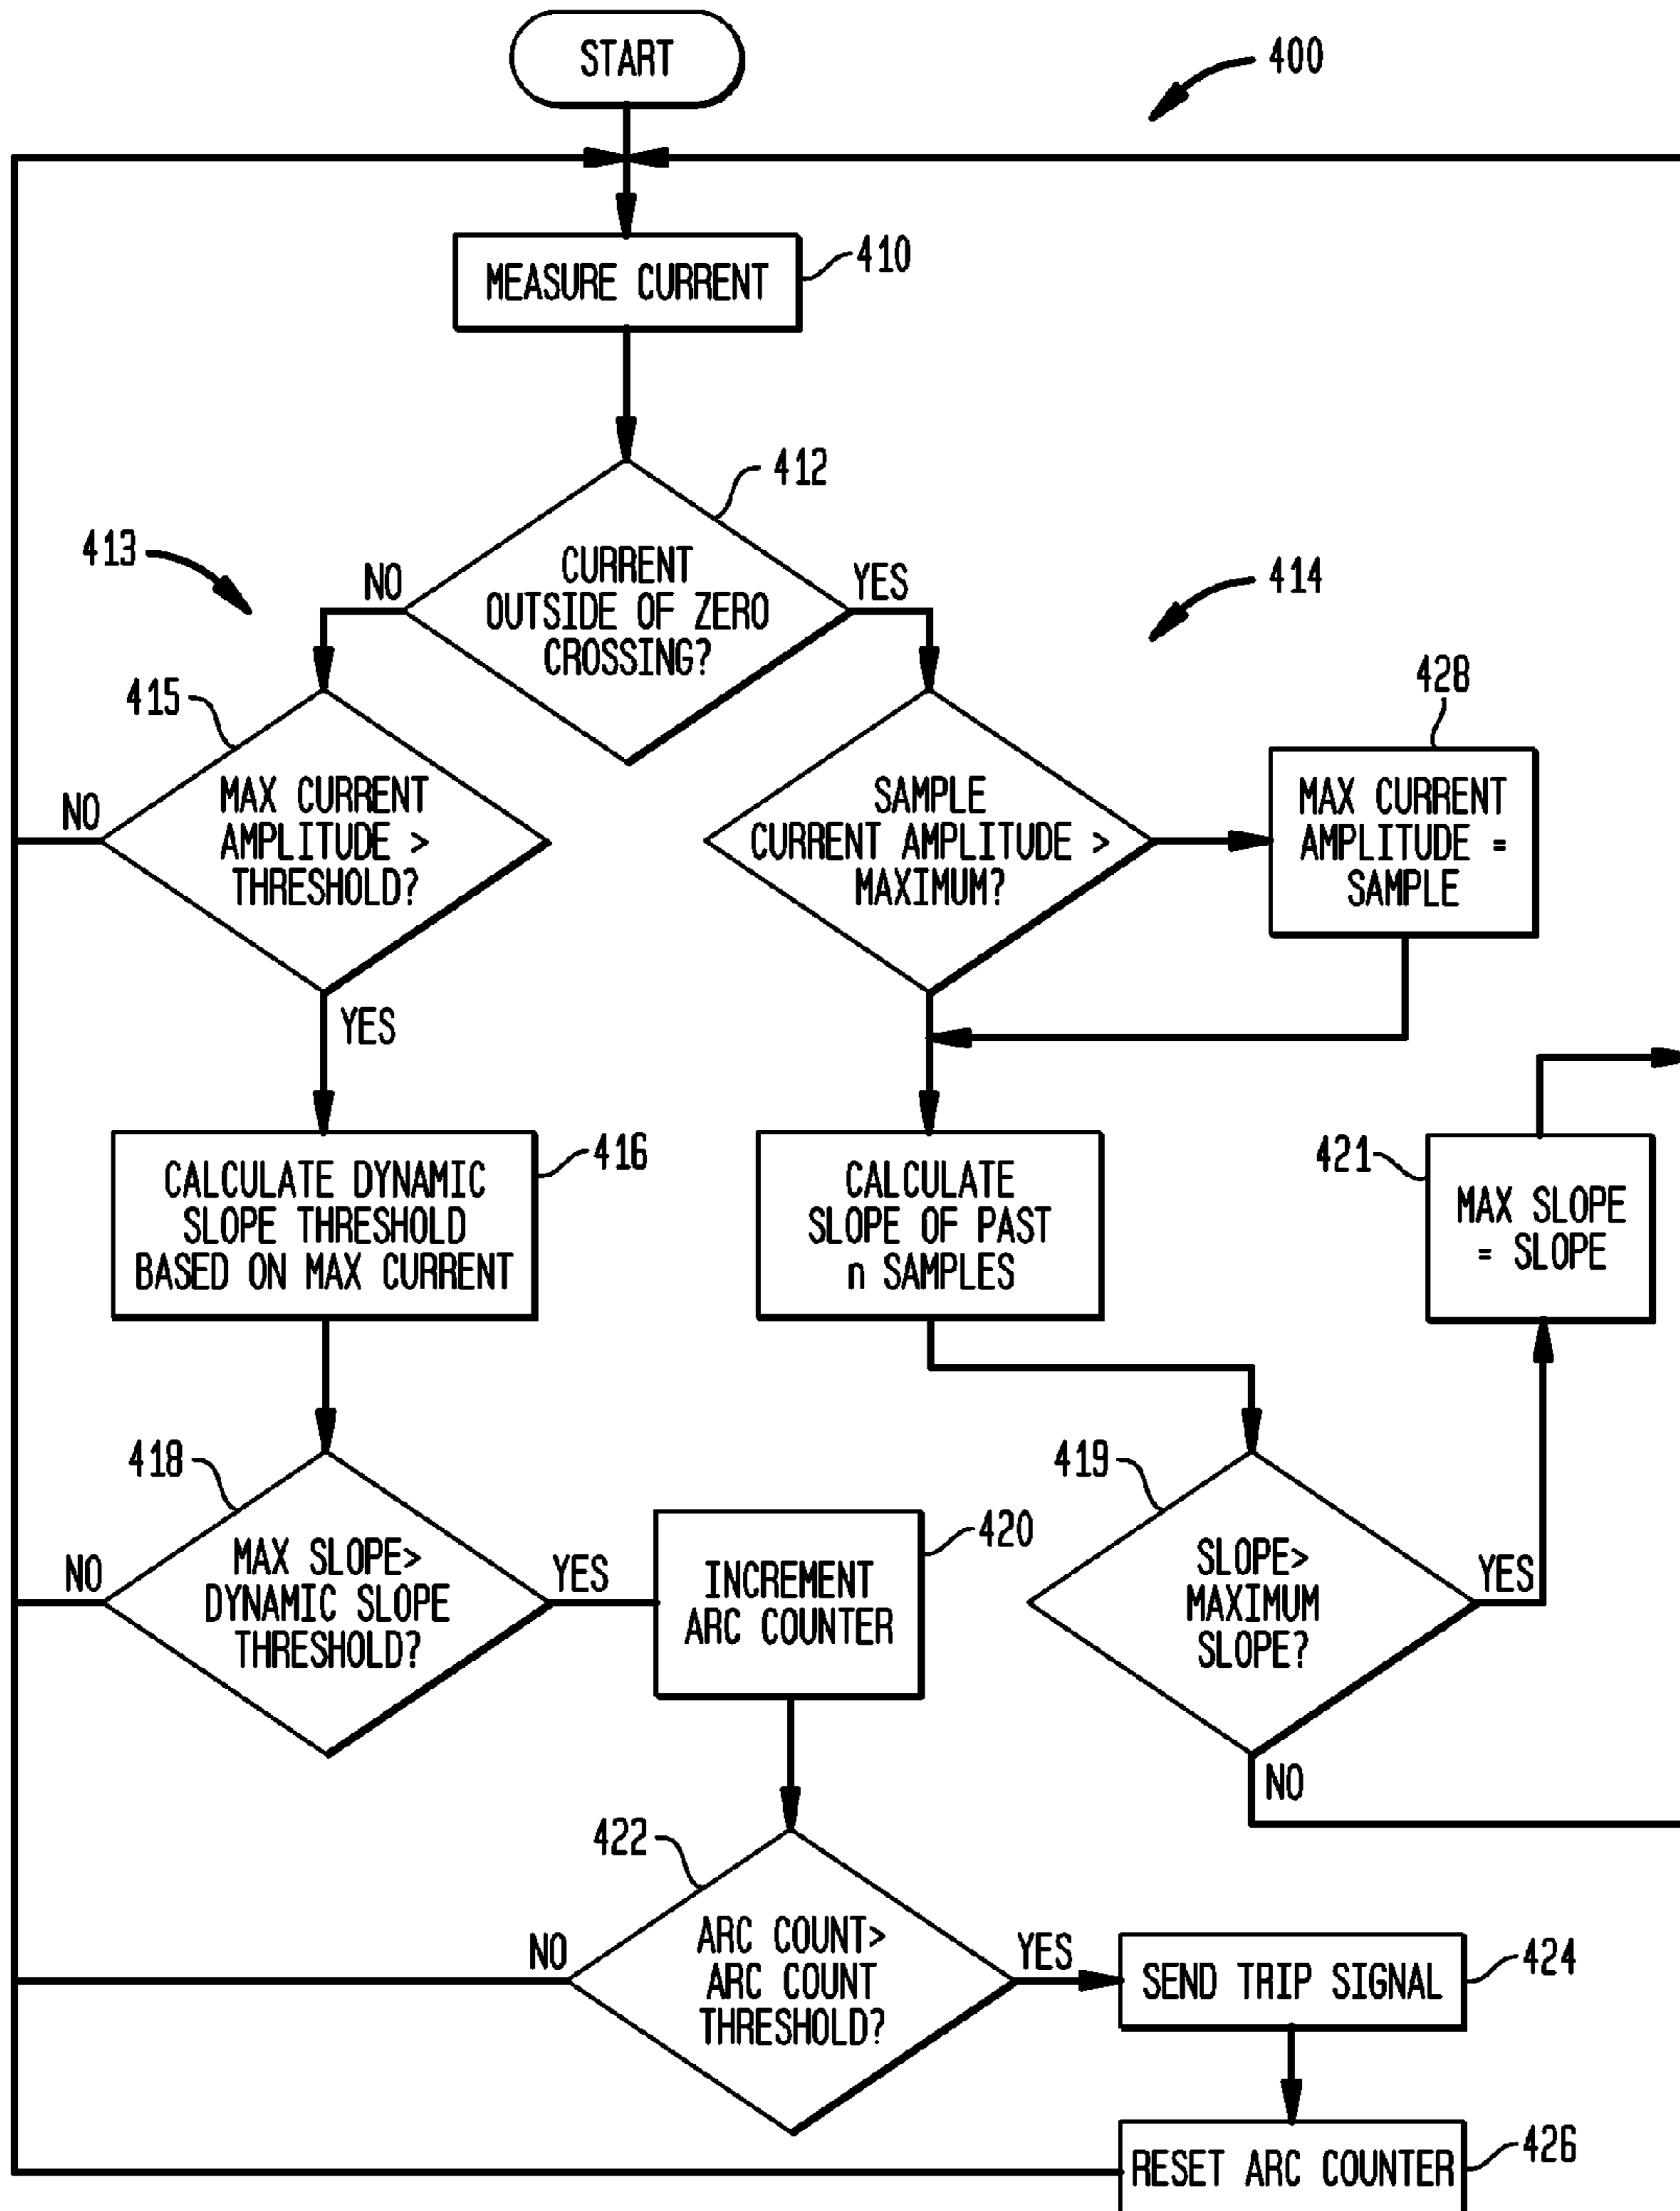 START
400
MEASURE CURRENT
410
412
CURRENT
OUTSIDE OF ZERO
CROSSING?
NO
YES
413
414
415
MAX CURRENT
AMPLITUDE >
THRESHOLD?
NO
YES
SAMPLE
CURRENT AMPLITUDE >
MAXIMUM?
428
MAX CURRENT
AMPLITUDE =
SAMPLE
CALCULATE DYNAMIC
SLOPE THRESHOLD
BASED ON MAX CURRENT
416
CALCULATE
SLOPE OF PAST
n SAMPLES
421
MAX SLOPE
= SLOPE
418
MAX SLOPE>
DYNAMIC SLOPE
THRESHOLD?
NO
YES
INCREMENT
ARC COUNTER
420
419
SLOPE>
MAXIMUM
SLOPE?
YES
NO
422
ARC COUNT>
ARC COUNT
THRESHOLD?
NO
YES
SEND TRIP SIGNAL
424
RESET ARC COUNTER
426